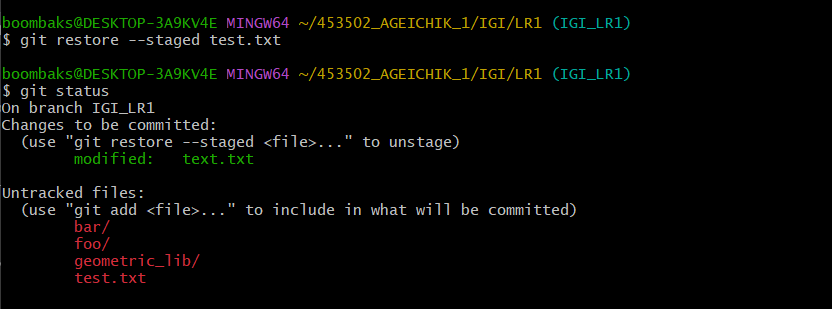 boombaks@DESKTOP-3A9KV4E MINGW64 ~/453502_AGEICHIK_1/IGI/LR1 (IGI_LR1)
$ git restore --staged test.txt
boombaks@DESKTOP-3A9KV4E MINGW64 ~/453502_AGEICHIK_1/IGI/LR1 (IGI_LR1)
$ git status
On branch IGI_LR1
Changes to be committed:
  (use "git restore --staged <file>..." to unstage)
        modified:   text.txt
Untracked files:
  (use "git add <file>..." to include in what will be committed)
        bar/
        foo/
        geometric_lib/
        test.txt